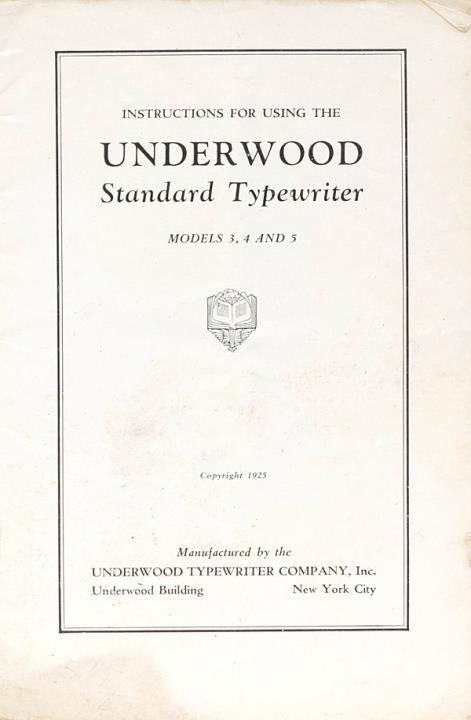 INSTRUCTIONS FOR USING THE
UNDERWOOD
Standard Typewriter
MODELS 3, 4 AND 5
Copyright 1925
Manufactured by the
UNDERWOOD TYPEWRITER COMPANY, Inc.
Underwood Building New York City